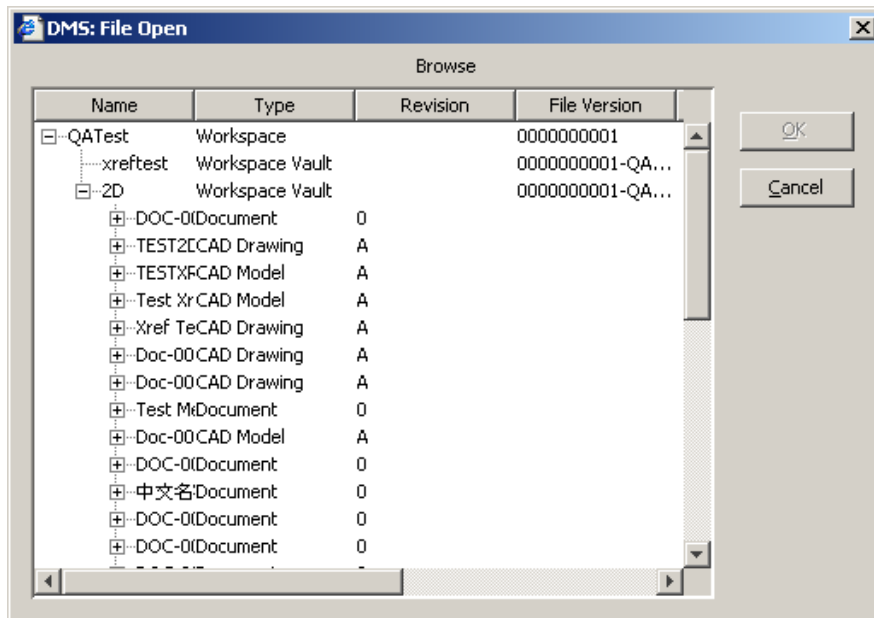 DMS: File Open
Browse
Name Type Revision File Version
QATest Workspace 0000000001
xreftest Workspace Vault 0000000001-QA...
2D Workspace Vault 0000000001-QA...
DOC-0 Document 0
TEST2 CAD Drawing A
TESTX CAD Model A
Test Xr CAD Model A
Xref Te CAD Drawing A
Doc-00 CAD Drawing A
Doc-00 CAD Drawing A
Test M Document 0
Doc-00 CAD Model A
DOC-0 Document 0
中文名 Document 0
DOC-0 Document 0
DOC-0 Document 0
OK
Cancel